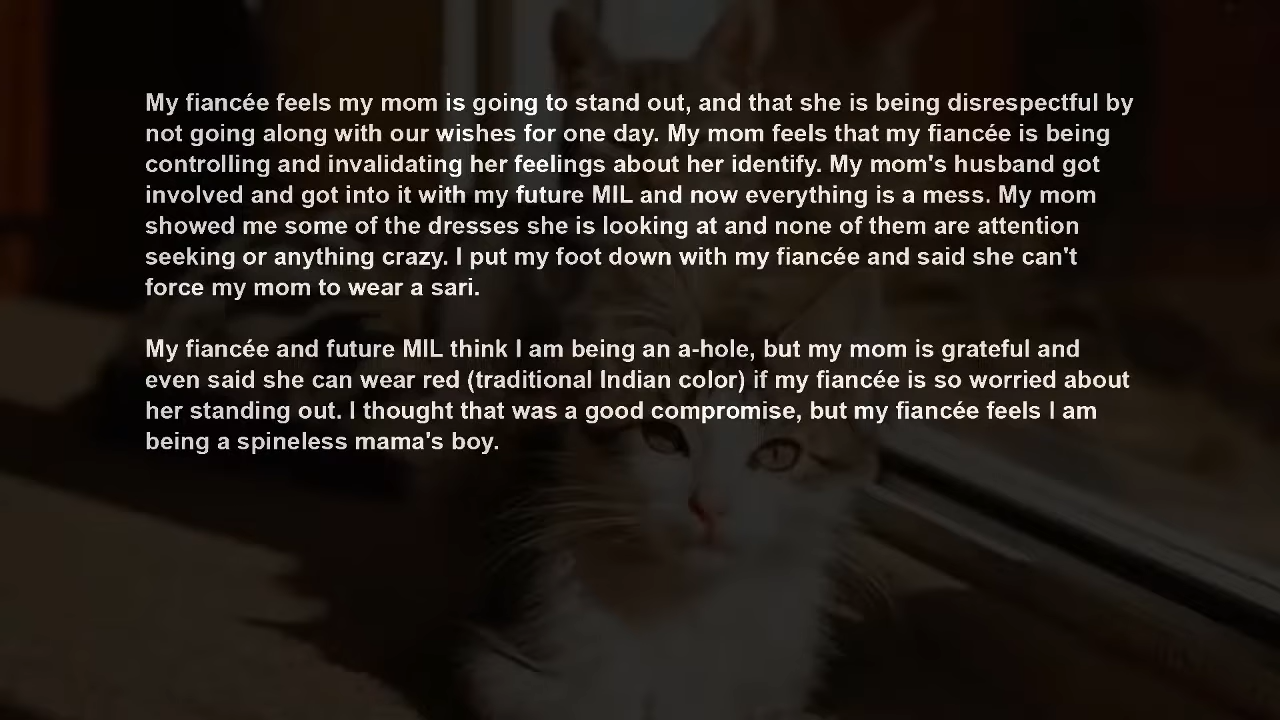 My fiancée feels my mom is going to stand out, and that she is being disrespectful by
not going along with our wishes for one day. My mom feels that my fiancée is being
controlling and invalidating her feelings about her identify. My mom's husband got
involved and got into it with my future MIL and now everything is a mess. My mom
showed me some of the dresses she is looking at and none of them are attention
seeking or anything crazy. I put my foot down with my fiancée and said she can't
force my mom to wear a sari.
My fiancée and future MIL think I am being an a-hole, but my mom is grateful and
even said she can wear red (traditional Indian color) if my fiancée is so worried about
her standing out. I thought that was a good compromise, but my fiancée feels I am
being a spineless mama's boy.